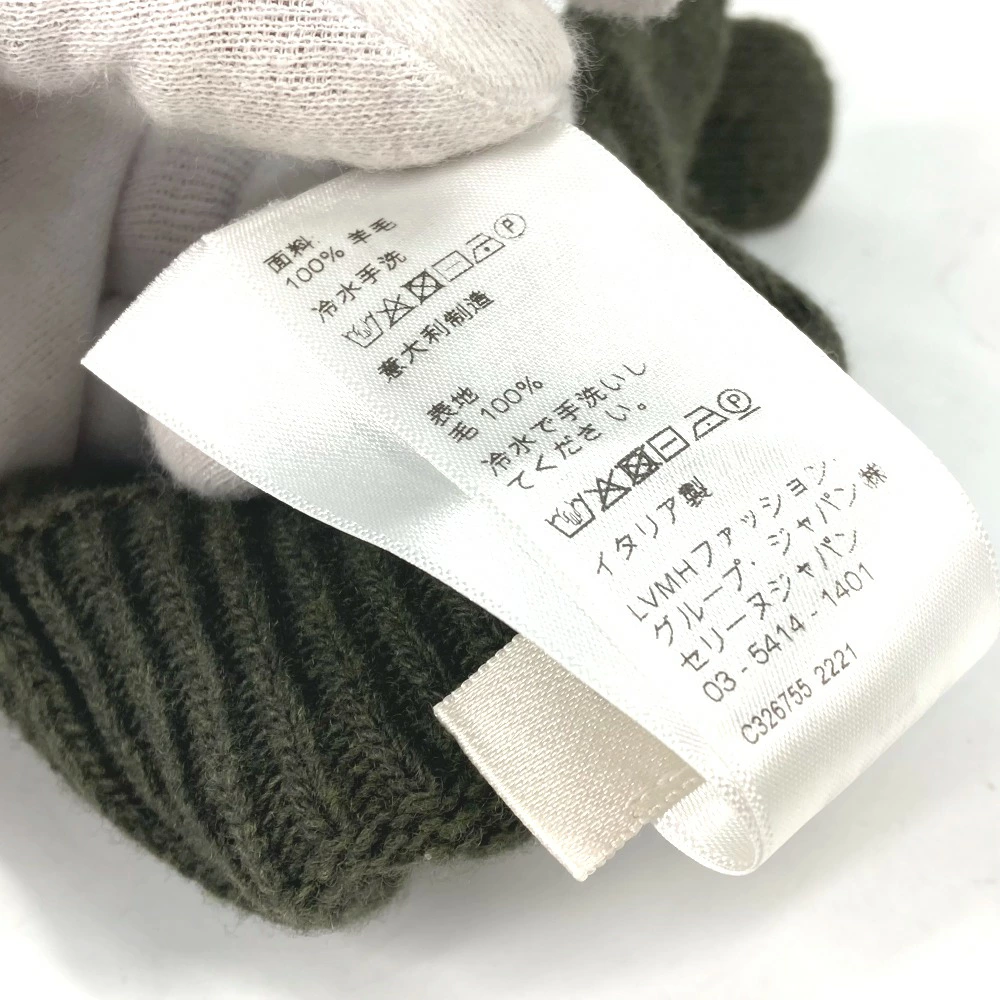 面料
100% 羊毛
冷水手洗
意大利制造
表地
毛 100%
冷水で手洗いし
てください。
イタリア製
LVMHファッション・
グループ・ジャパン㈱
セリーヌジャパン
03 - 5414 - 1401
C326755 2221